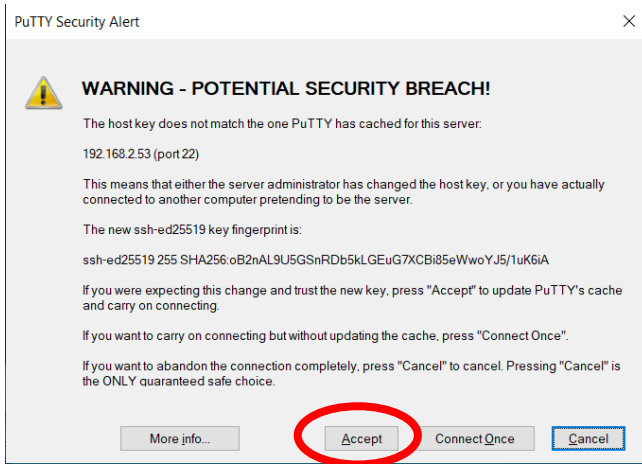 PuTTY Security Alert
WARNING - POTENTIAL SECURITY BREACH!
The host key does not match the one PuTTY has cached for this server:
192.168.2.53 (port 22)
This means that either the server administrator has changed the host key, or you have actually
connected to another computer pretending to be the server.
The new ssh-ed25519 key fingerprint is:
ssh-ed25519 255 SHA256:oB2nAL9U5GSnRDb5kLGEuG7XCBi85eWwoYJ5/1uK6iA
If you were expecting this change and trust the new key, press "Accept" to update PuTTY's cache
and carry on connecting.
If you want to carry on connecting but without updating the cache, press "Connect Once".
If you want to abandon the connection completely, press "Cancel" to cancel. Pressing "Cancel" is
the ONLY guaranteed safe choice.
More info... Accept Connect Once Cancel